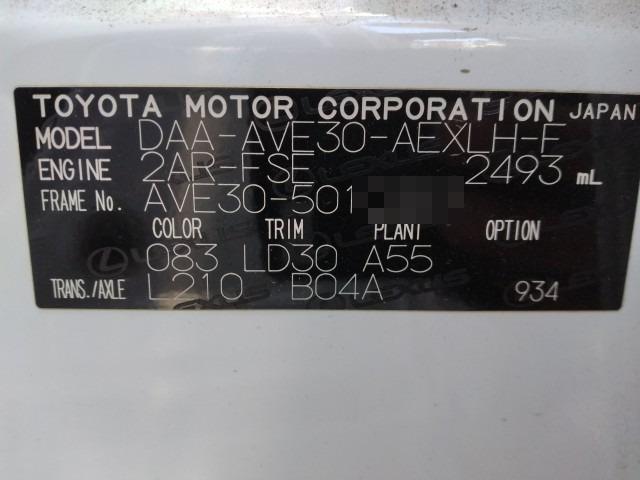 TOYOTA MOTOR CORPORATION JAPAN
MODEL DAA-AVE30-AEXLH-F
ENGINE 2AR-FSE 2493 mL
FRAME No. AVE30-501
COLOR TRIM PLANT OPTION
083 LD30 A55
TRANS./AXLE L210 B04A 934